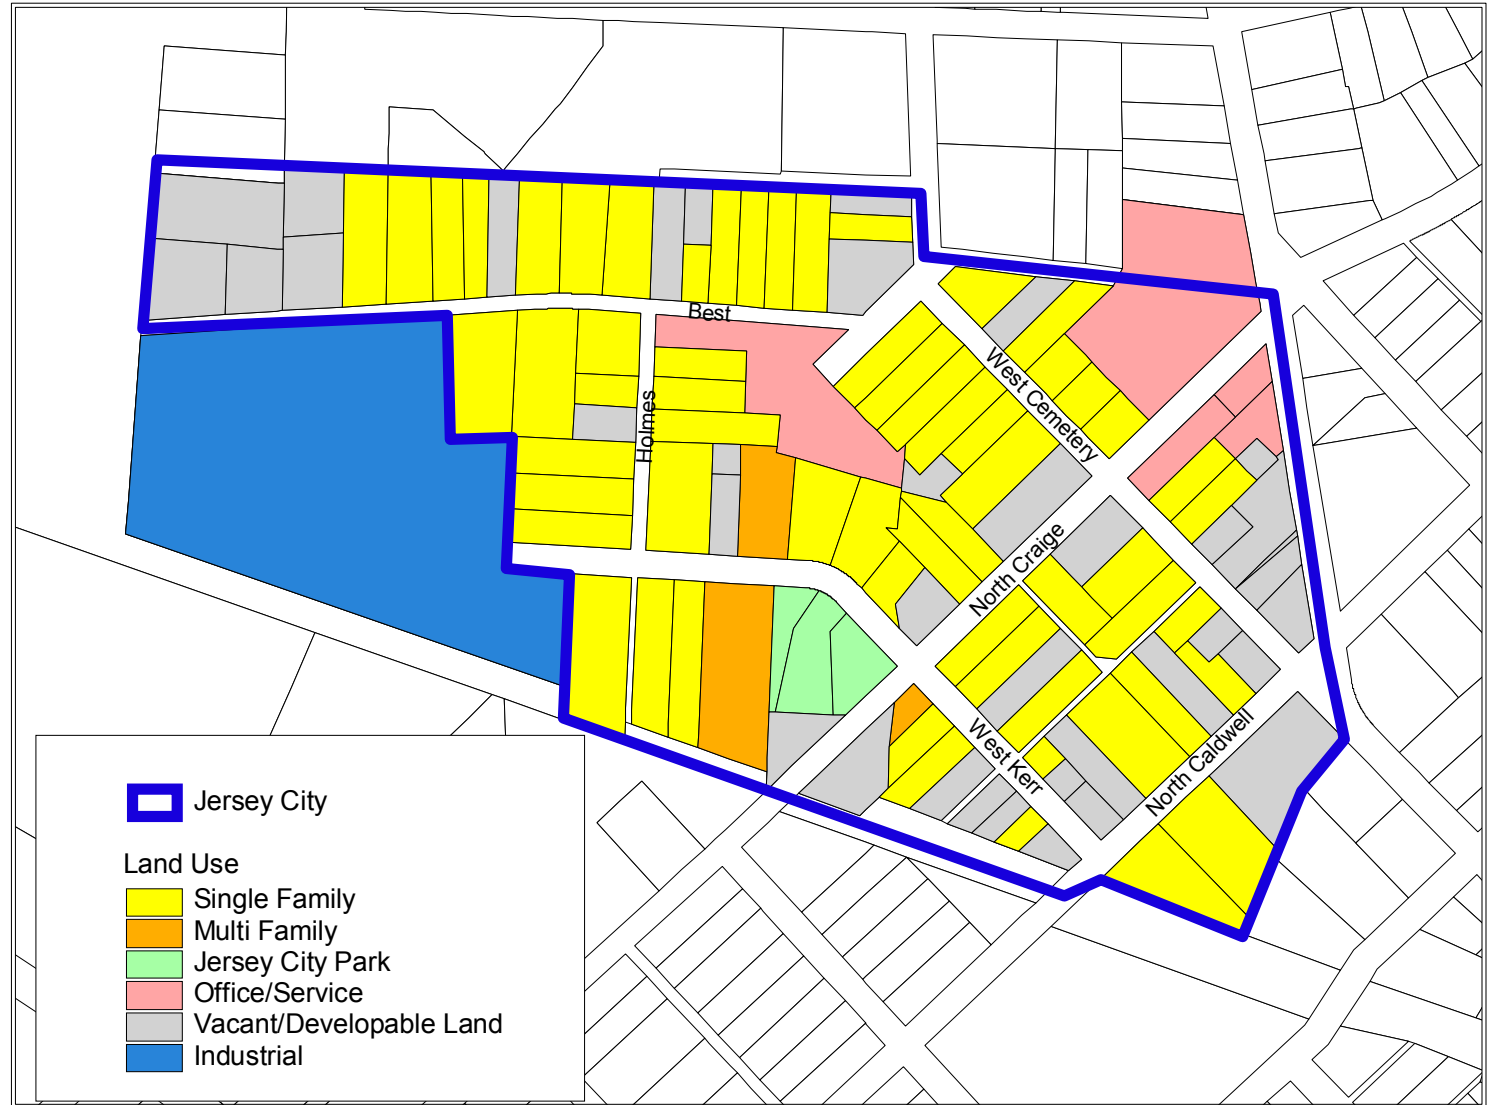 Best
West Cemetery
Holmes
North Craige
West Kerr
North Caldwell
Jersey City
Land Use
Single Family
Multi Family
Jersey City Park
Office/Service
Vacant/Developable Land
Industrial